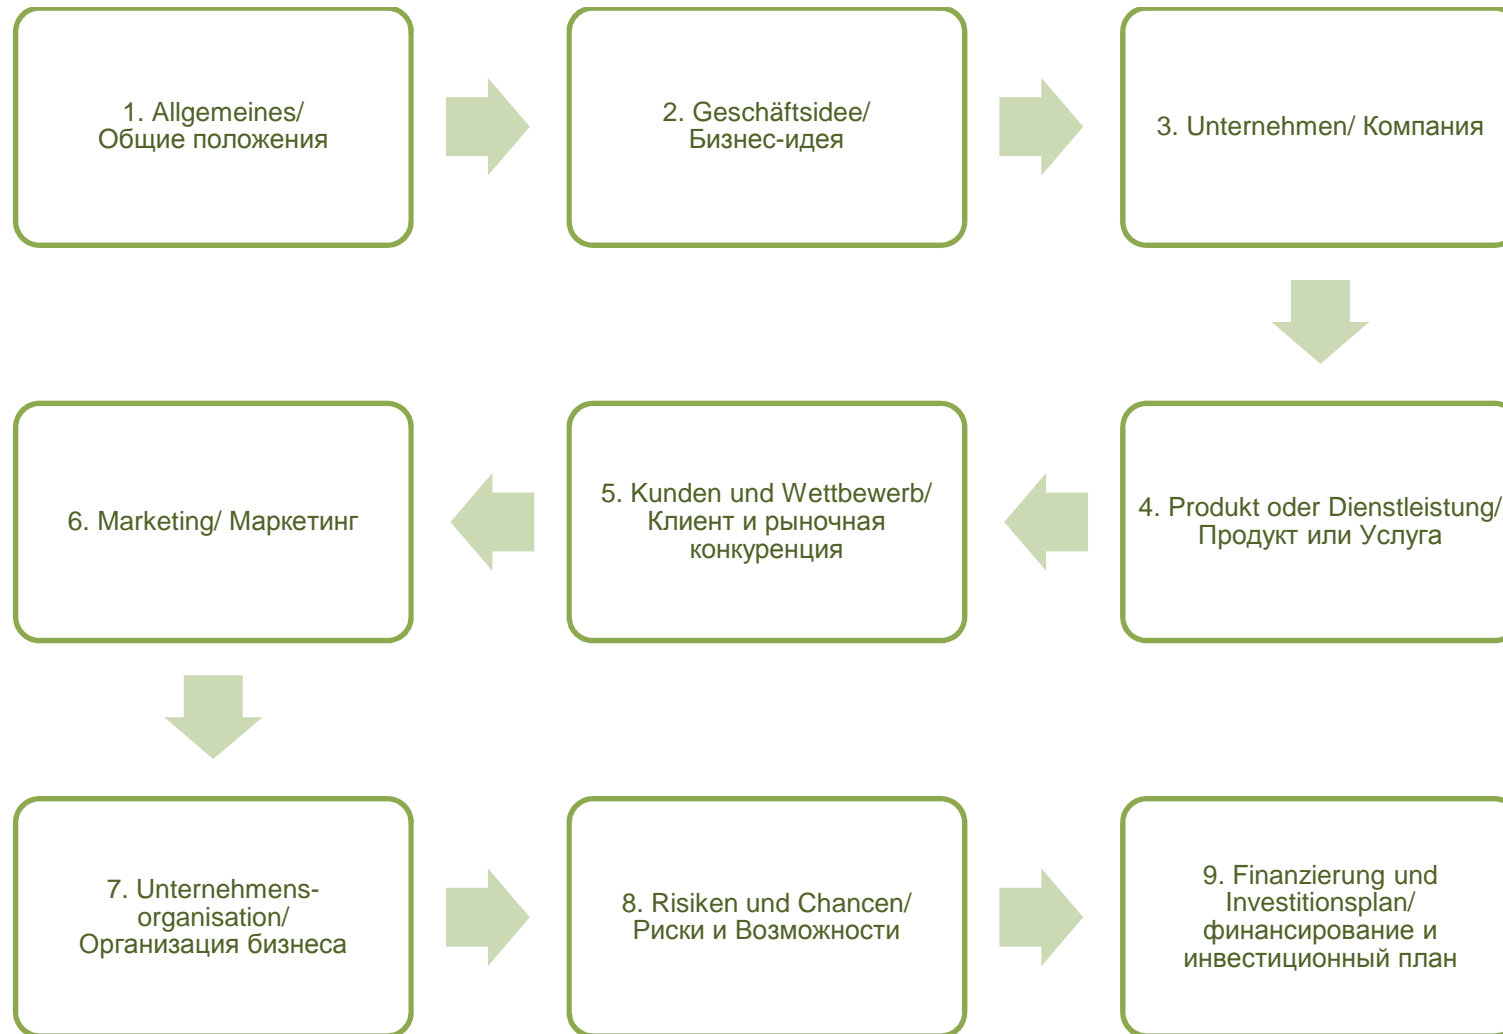 1. Allgemeines/
Общие положения
2. Geschäftsidee/
Бизнес-идея
3. Unternehmen/ Компания
4. Produkt oder Dienstleistung/
Продукт или Услуга
5. Kunden und Wettbewerb/
Клиент и рыночная
конкуренция
6. Marketing/ Маркетинг
7. Unternehmens-
organisation/
Организация бизнеса
8. Risiken und Chancen/
Риски и Возможности
9. Finanzierung und
Investitionsplan/
финансирование и
инвестиционный план